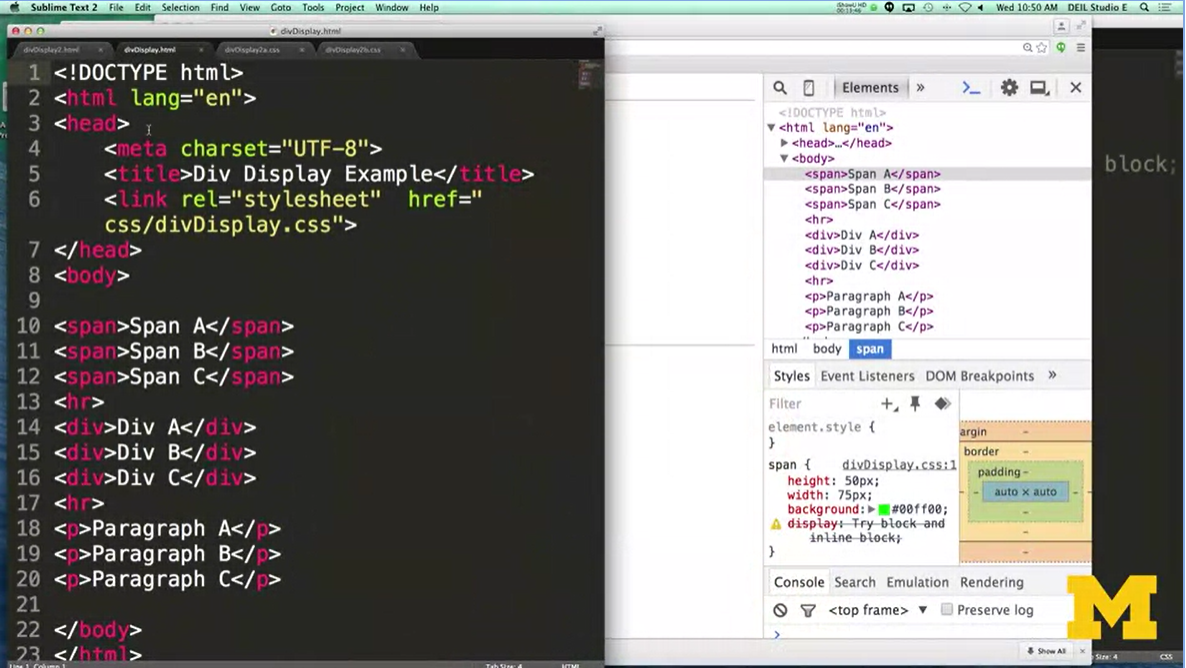 Sublime Text 2 File Edit Selection Find View Goto Tools Project Window Help
Wed 10:50 AM DEIL Studio E
divDisplay.html
divDisplay2.html divDisplay.html divDisplay2a.css divDisplay2b.css
1 <!DOCTYPE html>
2 <html lang="en">
3 <head>
4 <meta charset="UTF-8">
5 <title>Div Display Example</title>
6 <link rel="stylesheet" href="
css/divDisplay.css">
7 </head>
8 <body>
9
10 <span>Span A</span>
11 <span>Span B</span>
12 <span>Span C</span>
13 <hr>
14 <div>Div A</div>
15 <div>Div B</div>
16 <div>Div C</div>
17 <hr>
18 <p>Paragraph A</p>
19 <p>Paragraph B</p>
20 <p>Paragraph C</p>
21
22 </body>
23 </html>
Line 1, Column 1 Tab Size: 4 HTML
Elements »
<!DOCTYPE html>
<html lang="en">
<head>…</head>
<body>
<span>Span A</span>
<span>Span B</span>
<span>Span C</span>
<hr>
<div>Div A</div>
<div>Div B</div>
<div>Div C</div>
<hr>
<p>Paragraph A</p>
<p>Paragraph B</p>
<p>Paragraph C</p>
html body span
Styles Event Listeners DOM Breakpoints »
Filter
element.style {
}
span { divDisplay.css:1
height: 50px;
width: 75px;
background: #00ff00;
display: Try block and
inline block;
}
argin -
border -
padding -
- auto × auto -
-
-
-
Console Search Emulation Rendering
<top frame> Preserve log
>
Show All
block;
Size: 4 CSS
M